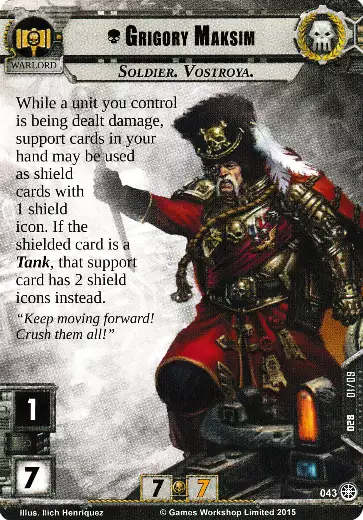 Grigory Maksim
WARLORD
Soldier. Vostroya.
While a unit you control
is being dealt damage,
support cards in your
hand may be used
as shield
cards with
1 shield
icon. If the
shielded card is a
Tank, that support
card has 2 shield
icons instead.
“Keep moving forward!
Crush them all!”
1
7
7 7
028 01/09
043
Illus. Ilich Henriquez
© Games Workshop Limited 2015